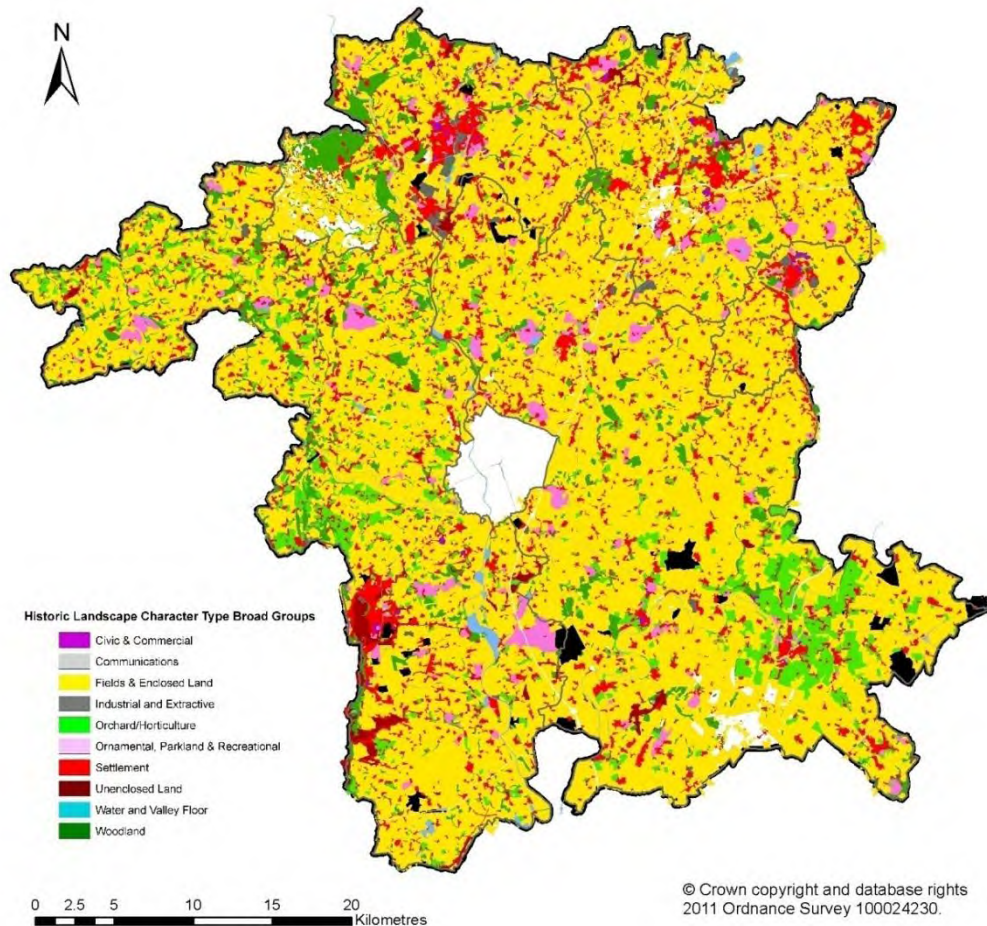 N
Historic Landscape Character Type Broad Groups
Civic & Commercial
Communications
Fields & Enclosed Land
Industrial and Extractive
Orchard/Horticulture
Ornamental, Parkland & Recreational
Settlement
Unenclosed Land
Water and Valley Floor
Woodland
0 2.5 5 10 15 20
Kilometres
© Crown copyright and database rights
2011 Ordnance Survey 100024230.